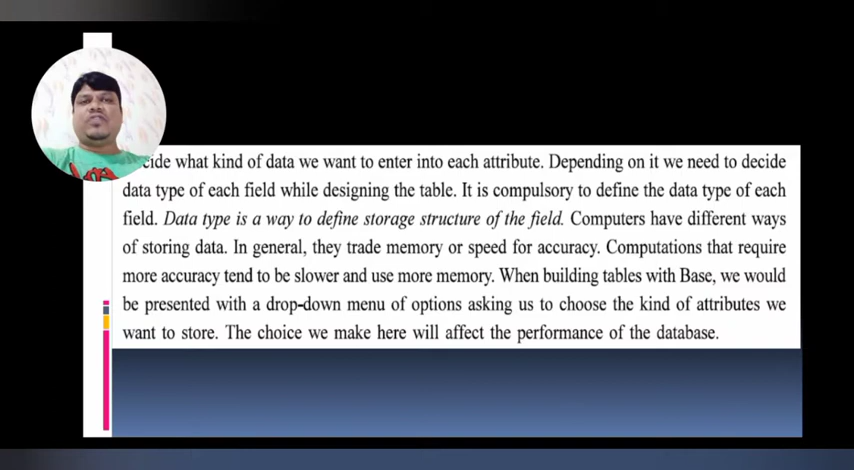 what kind of data we want to enter into each attribute. Depending on it we need to decide
data type of each field while designing the table. It is compulsory to define the data type of each
field. Data type is a way to define storage structure of the field. Computers have different ways
of storing data. In general, they trade memory or speed for accuracy. Computations that require
more accuracy tend to be slower and use more memory. When building tables with Base, we would
be presented with a drop-down menu of options asking us to choose the kind of attributes we
want to store. The choice we make here will affect the performance of the database.